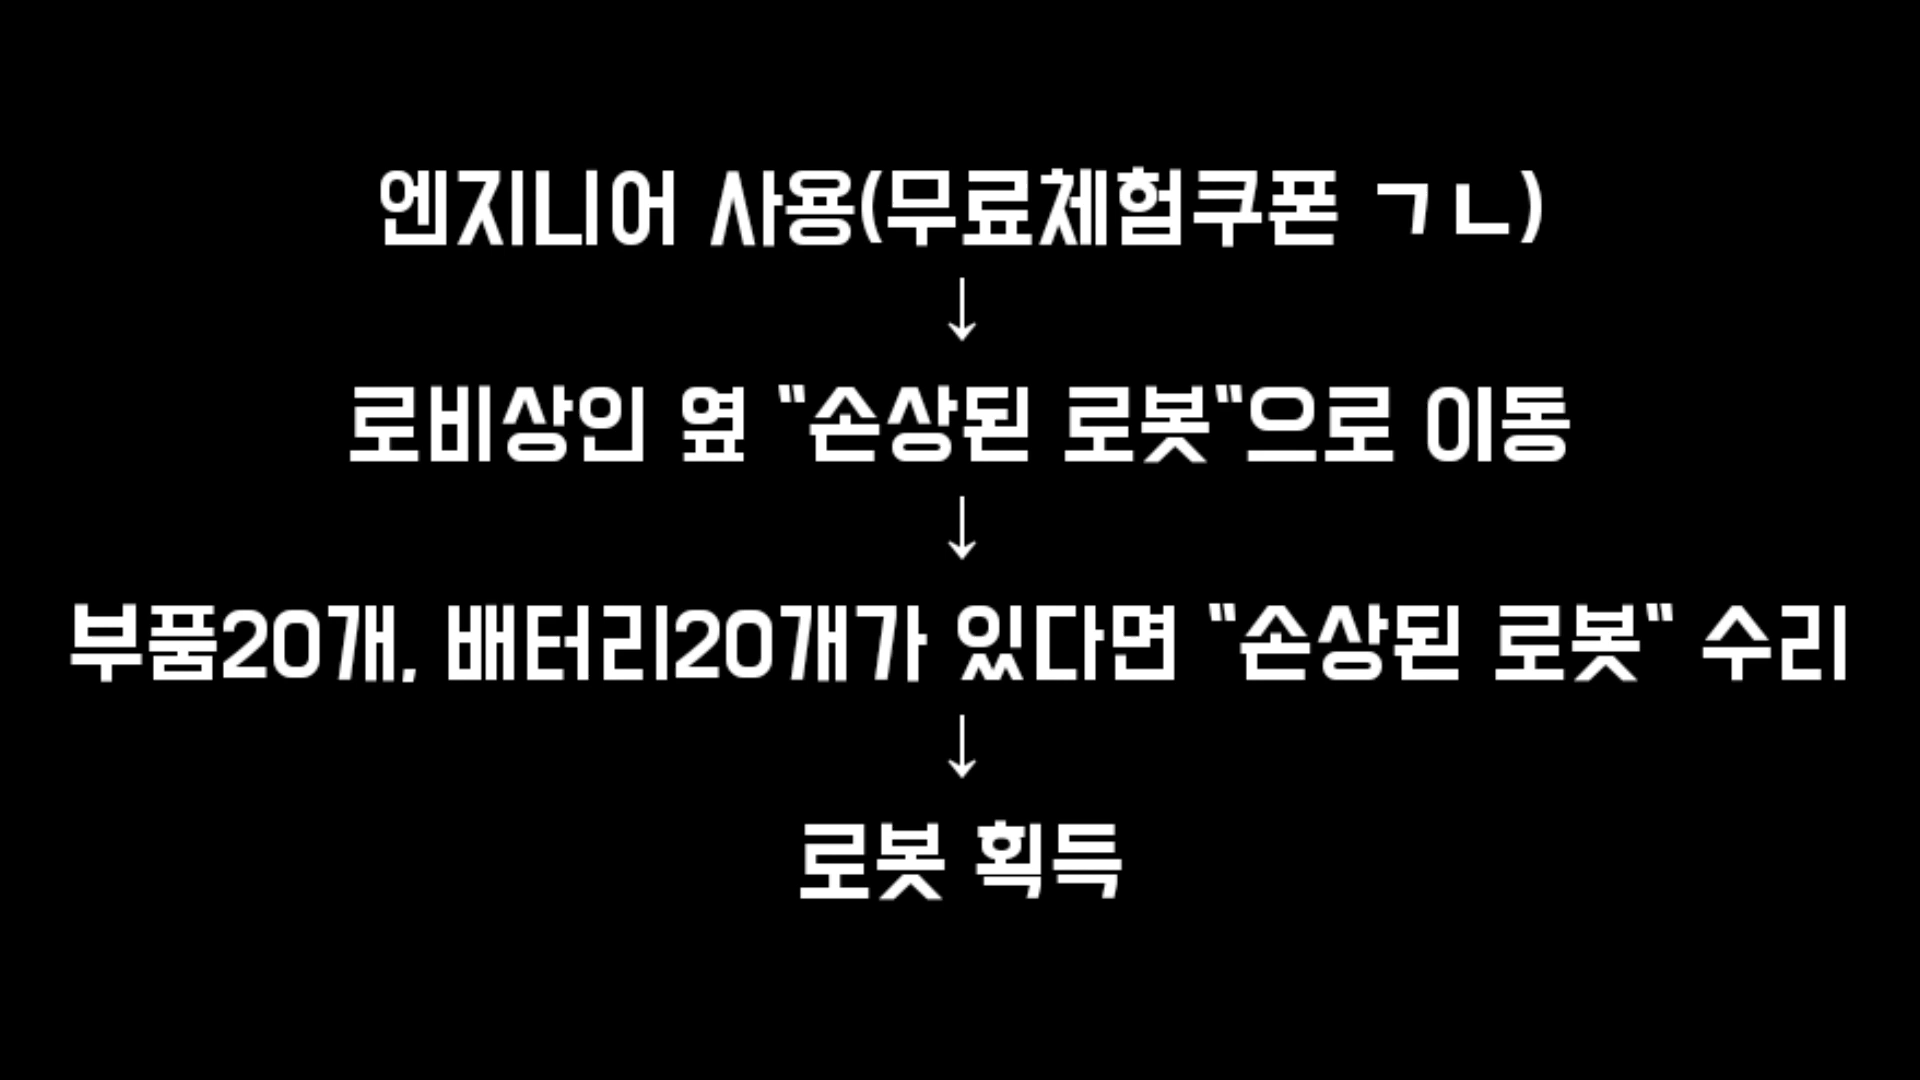 엔지니어 사용(무료체험쿠폰 ㄱㄴ)
↓
로비상인 옆 "손상된 로봇"으로 이동
↓
부품20개, 배터리20개가 있다면 "손상된 로봇" 수리
↓
로봇 획득